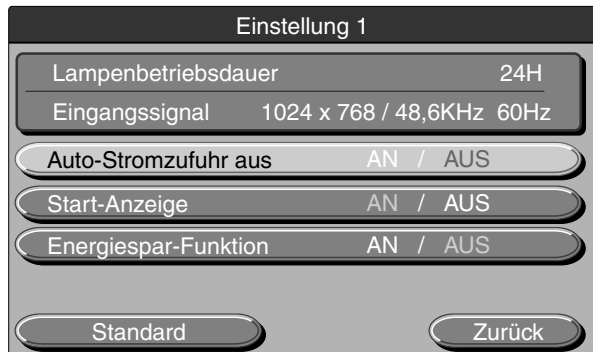 Einstellung 1
Lampenbetriebsdauer 24H
Eingangssignal 1024 x 768 / 48,6KHz 60Hz
Auto-Stromzufuhr aus AN / AUS
Start-Anzeige AN / AUS
Energiespar-Funktion AN / AUS
Standard Zurück